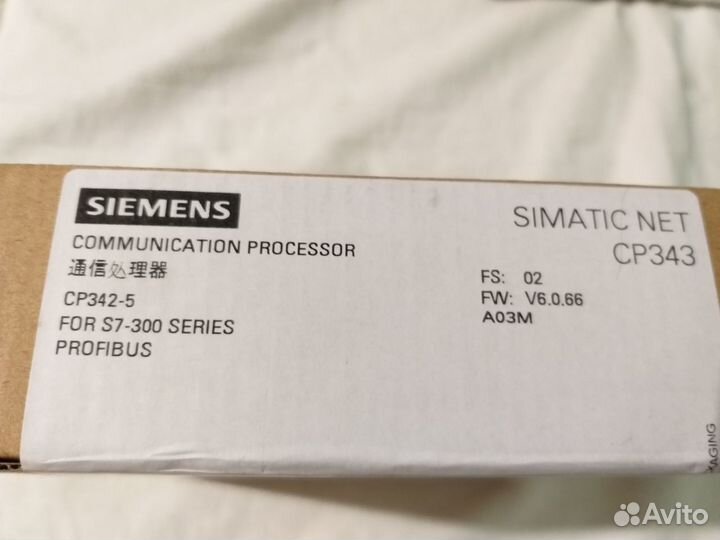 SIEMENS
COMMUNICATION PROCESSOR
通信处理器
CP342-5
FOR S7-300 SERIES
PROFIBUS
SIMATIC NET
CP343
FS: 02
FW: V6.0.66
A03M
Avito